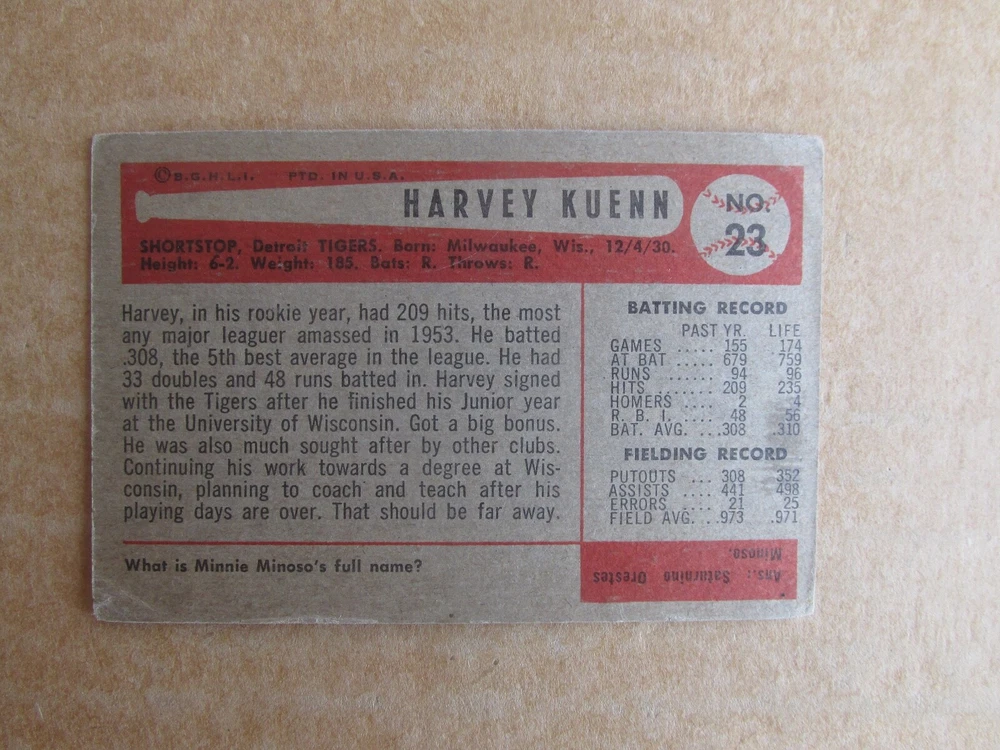 ©B.G.H.L.I. PTD. IN U.S.A.
HARVEY KUENN
NO.
23
SHORTSTOP, Detroit TIGERS. Born: Milwaukee, Wis., 12/4/30.
Height: 6-2. Weight: 185. Bats: R. Throws: R.
Harvey, in his rookie year, had 209 hits, the most
any major leaguer amassed in 1953. He batted
.308, the 5th best average in the league. He had
33 doubles and 48 runs batted in. Harvey signed
with the Tigers after he finished his Junior year
at the University of Wisconsin. Got a big bonus.
He was also much sought after by other clubs.
Continuing his work towards a degree at Wis-
consin, planning to coach and teach after his
playing days are over. That should be far away.
What is Minnie Minoso's full name?
BATTING RECORD
PAST YR. LIFE
GAMES ..... 155 174
AT BAT ..... 679 759
RUNS ...... 94 96
HITS ........ 209 235
HOMERS .... 2 4
R. B. I. .... 48 56
BAT. AVG. ...308 .310
FIELDING RECORD
PUTOUTS ... 308 352
ASSISTS .... 441 498
ERRORS .... 21 25
FIELD AVG. ..973 .971
Ans.: Saturnino Orestes
Minoso.